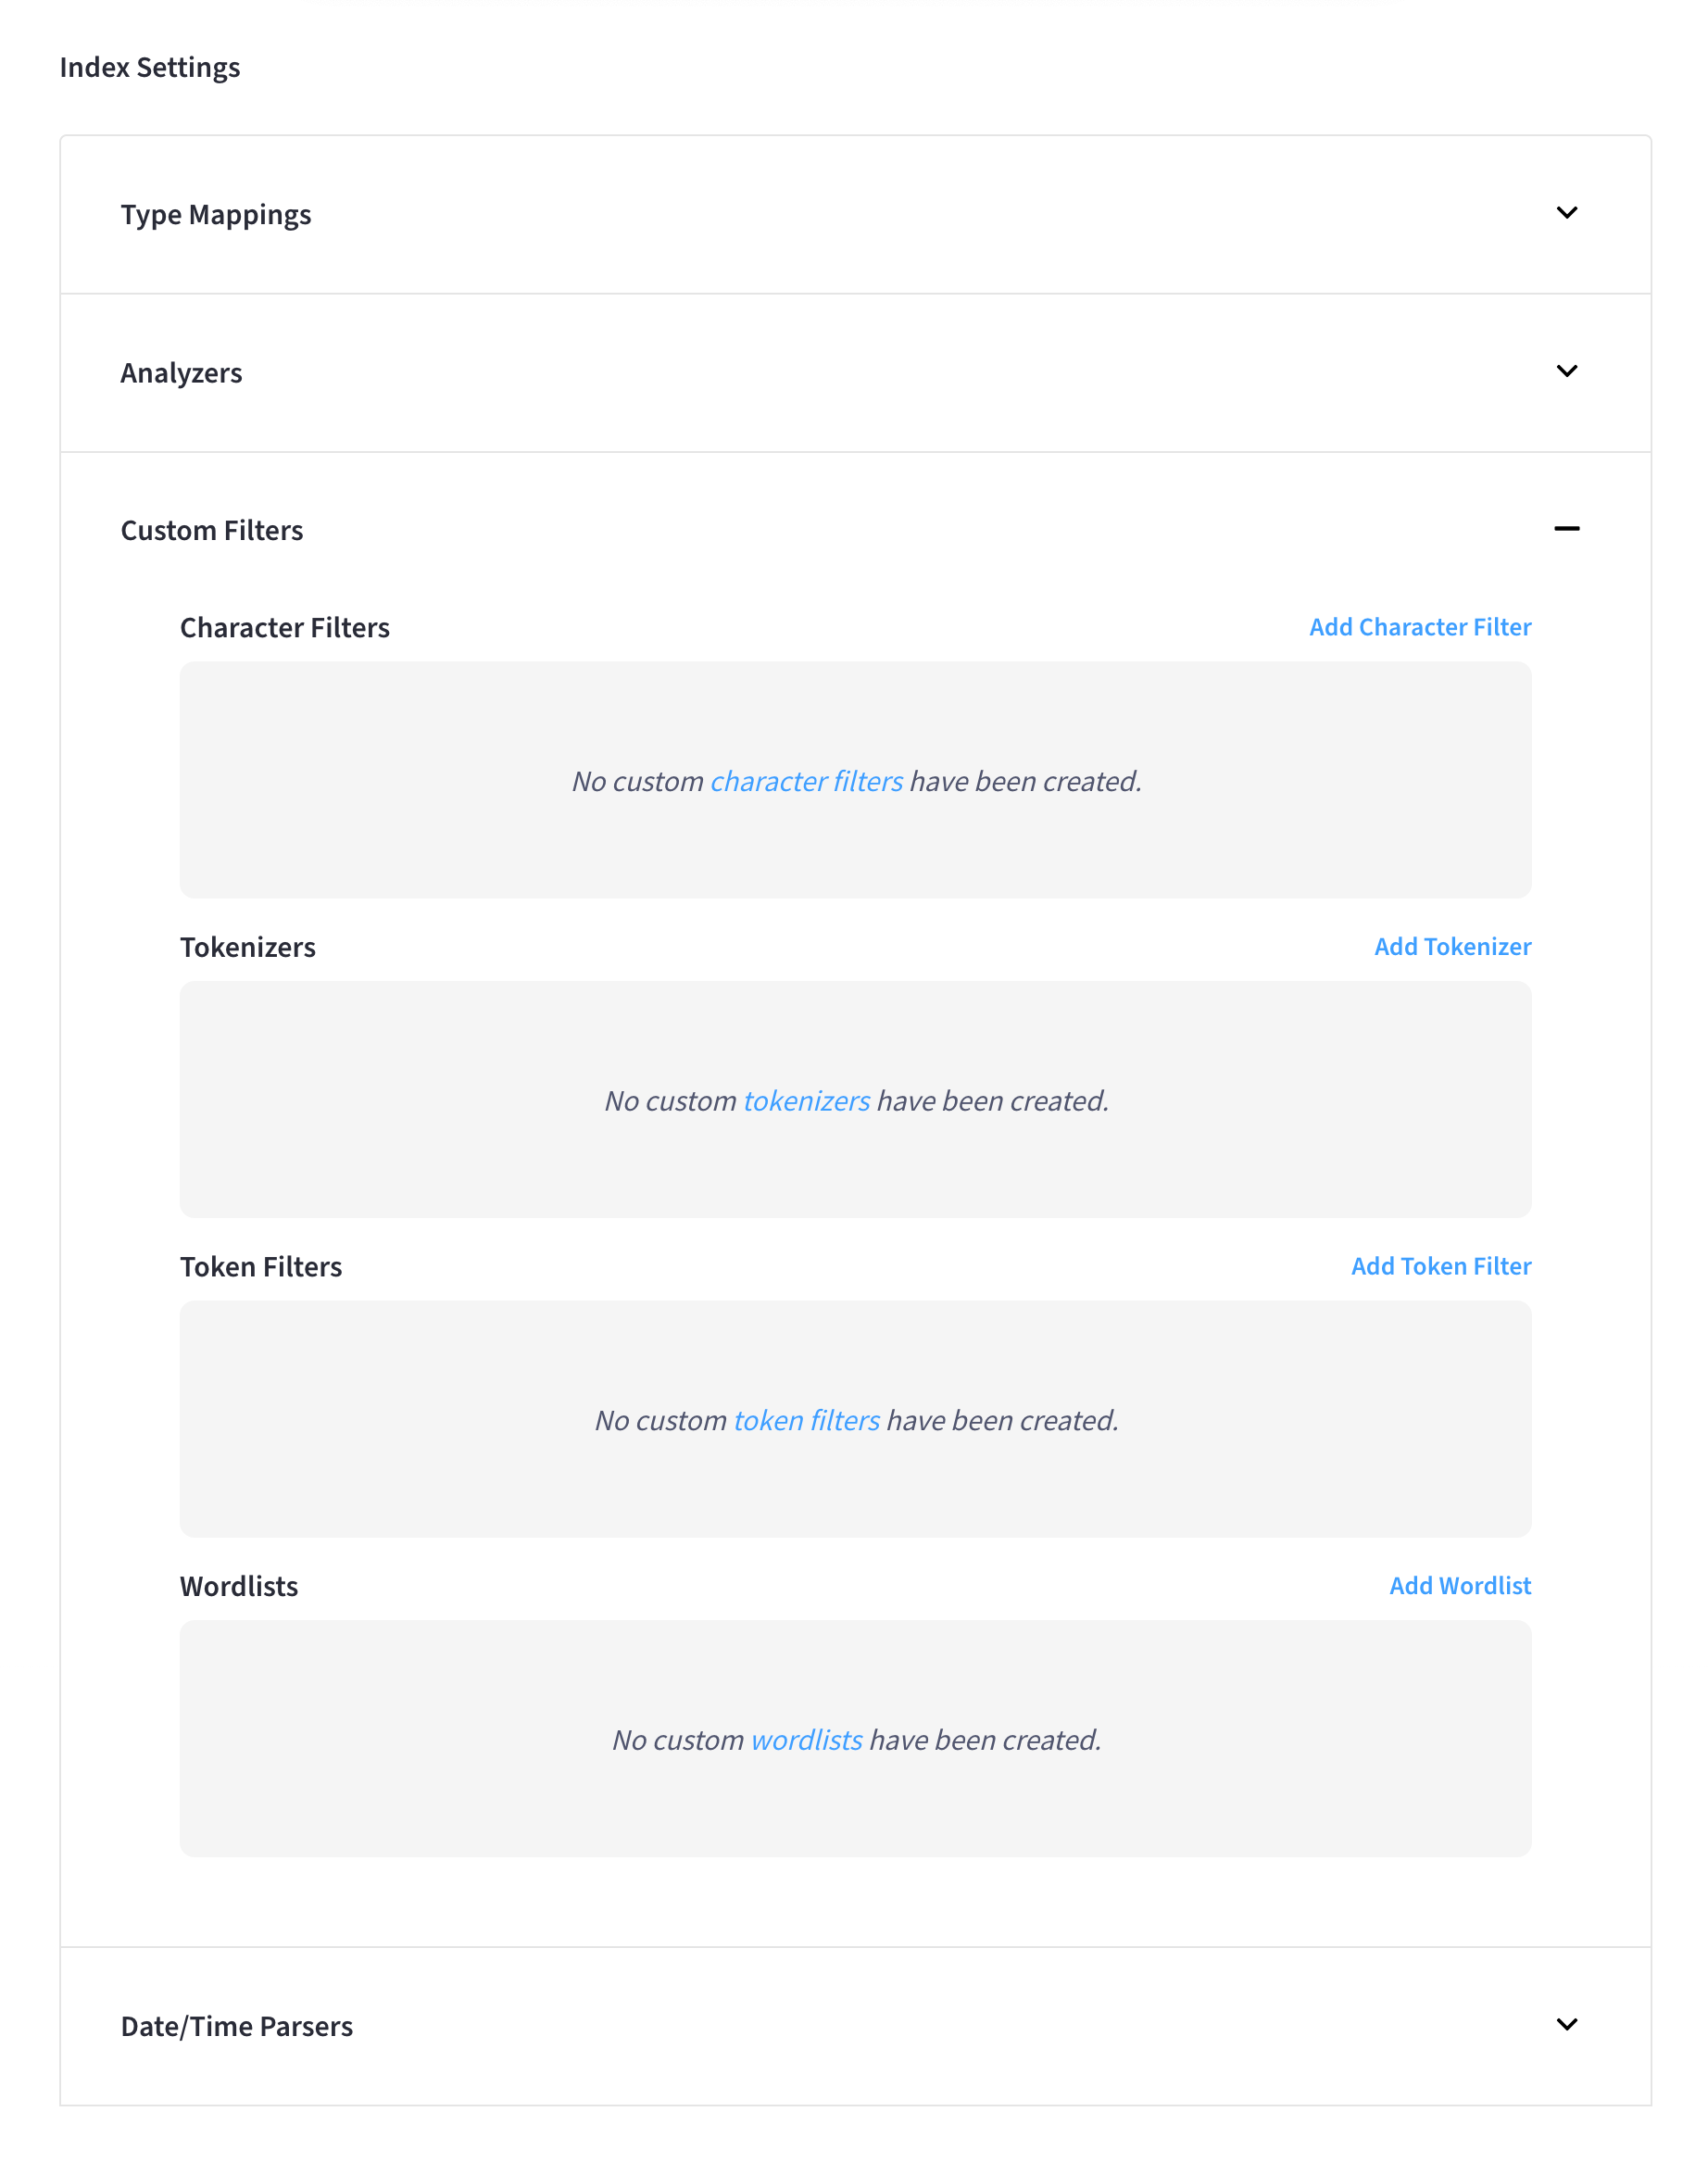 Index Settings
Type Mappings
Analyzers
Custom Filters
Character Filters
Add Character Filter
No custom character filters have been created.
Tokenizers
Add Tokenizer
No custom tokenizers have been created.
Token Filters
Add Token Filter
No custom token filters have been created.
Wordlists
Add Wordlist
No custom wordlists have been created.
Date/Time Parsers